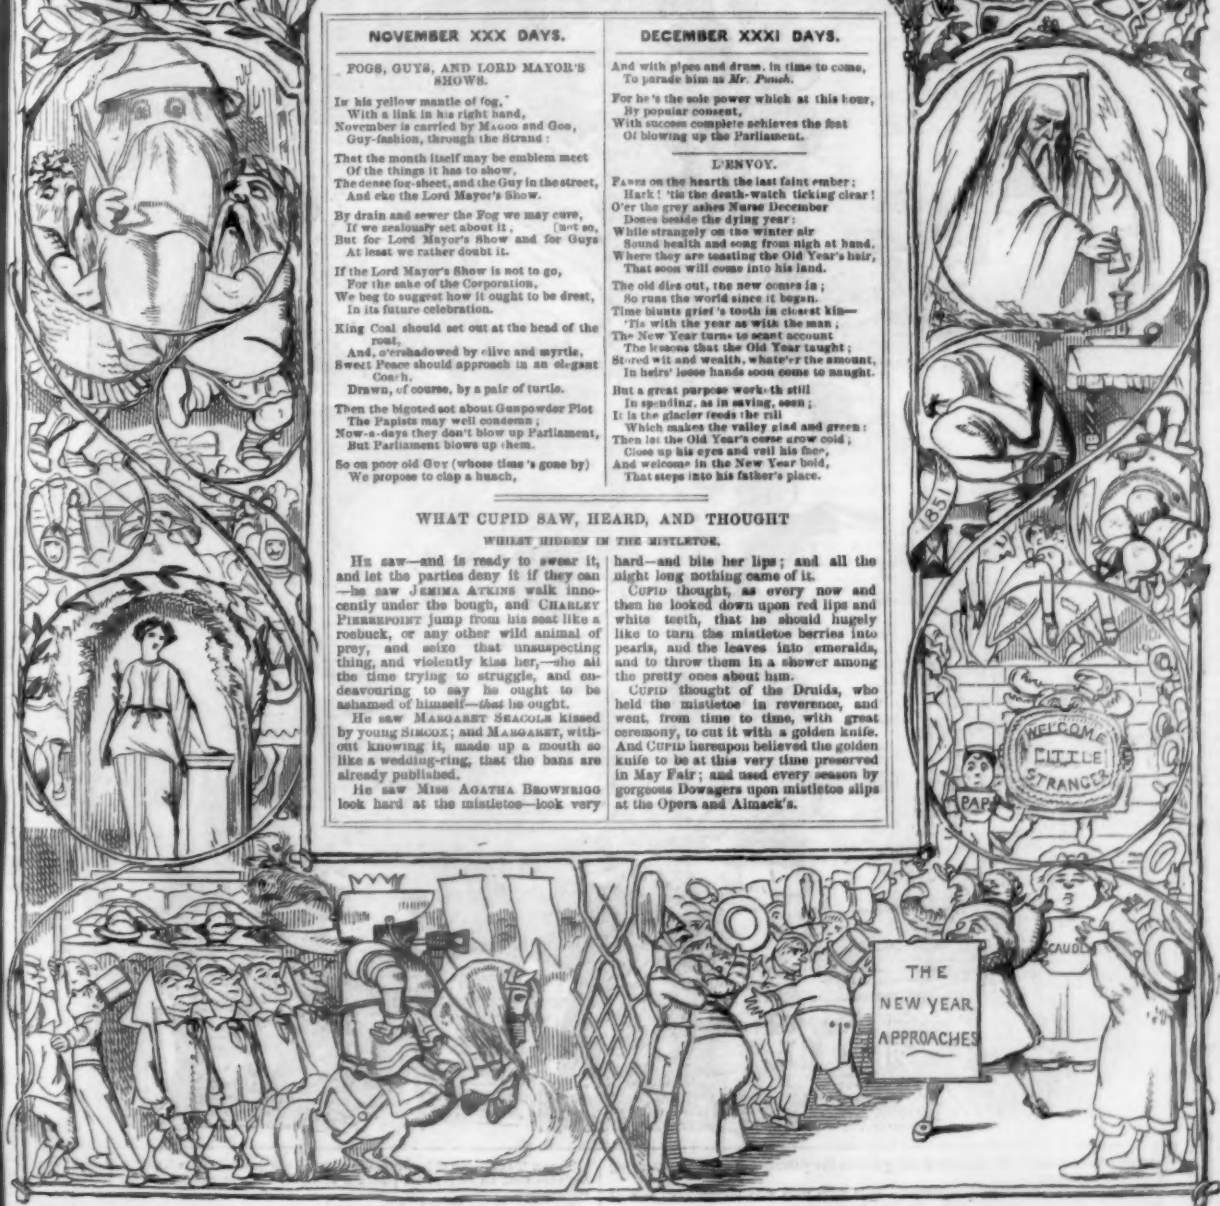 NOVEMBER XXX DAYS.
FOGS, GUYS, AND LORD MAYOR'S
SHOWS.
IN his yellow mantle of fog,
With a link in his right hand,
November is carried by MAGOG and GOG,
Guy-fashion, through the Strand:
That the month itself may be emblem meet
Of the things it has to show,
The dense fog-sheet, and the Guy in the street,
And eke the Lord Mayor's Show.
By drain and sewer the Fog we may cure,
If we zealously set about it, [not so,
But for Lord Mayor's Show and for Guys
At least we rather doubt it.
If the Lord Mayor's Show is not to go,
For the sake of the Corporation,
We beg to suggest how it ought to be drest,
In its future celebration.
King Coal should set out at the head of the
rout,
And, o'ershadowed by olive and myrtle,
Sweet Peace should approach in an elegant
Coach,
Drawn, of course, by a pair of turtle.
Then the bigoted sot about Gunpowder Plot
The Papists may well condemn;
Now-a-days they don't blow up Parliament,
But Parliament blows up them.
So on poor old GUY (whose time's gone by)
We propose to clap a hunch,
DECEMBER XXXI DAYS.
And with pipes and drum, in time to come,
To parade him as Mr. Punch.
For he's the sole power which at this hour,
By popular consent,
With success complete achieves the feat
Of blowing up the Parliament.
L'ENVOY.
FADES on the hearth the last faint ember;
Hark! 'tis the death-watch ticking clear!
O'er the grey ashes Nurse December
Dozes beside the dying year:
While strangely on the winter air
Sound health and song from nigh at hand,
Where they are toasting the Old Year's heir,
That soon will come into his land.
The old dies out, the new comes in;
So runs the world since it began.
Time blunts grief's tooth in closest kin—
'Tis with the year as with the man;
The New Year turns to scant account
The lessons that the Old Year taught;
Stored wit and wealth, whate'er the amount,
In heirs' loose hands soon come to naught.
But a great purpose worketh still
In spending, as in saving, seen;
It is the glacier feeds the rill
Which makes the valley glad and green:
Then let the Old Year's corse grow cold;
Close up his eyes and veil his face,
And welcome in the New Year bold,
That steps into his father's place.
WHAT CUPID SAW, HEARD, AND THOUGHT
WHILST HIDDEN IN THE MISTLETOE.
HE saw—and is ready to swear it,
and let the parties deny it if they can
—he saw JEMIMA ATKINS walk inno-
cently under the bough, and CHARLEY
PIERREPOINT jump from his seat like a
roebuck, or any other wild animal of
prey, and seize that unsuspecting
thing, and violently kiss her,—she all
the time trying to struggle, and en-
deavouring to say he ought to be
ashamed of himself—that he ought.
He saw MARGARET SEAGOLE kissed
by young SIMCOX; and MARGARET, with-
out knowing it, made up a mouth so
like a wedding-ring, that the bans are
already published.
He saw MISS AGATHA BROWNRIGG
look hard at the mistletoe—look very
hard—and bite her lips; and all the
night long nothing came of it.
CUPID thought, as every now and
then he looked down upon red lips and
white teeth, that he should hugely
like to turn the mistletoe berries into
pearls, and the leaves into emeralds,
and to throw them in a shower among
the pretty ones about him.
CUPID thought of the Druids, who
held the mistletoe in reverence, and
went, from time to time, with great
ceremony, to cut it with a golden knife.
And CUPID hereupon believed the golden
knife to be at this very time preserved
in May Fair; and used every season by
gorgeous Dowagers upon mistletoe slips
at the Opera and Almack's.
1851
WELCOME
LITTLE
STRANGER
PAP
CAUDL
THE
NEW YEAR
APPROACHES